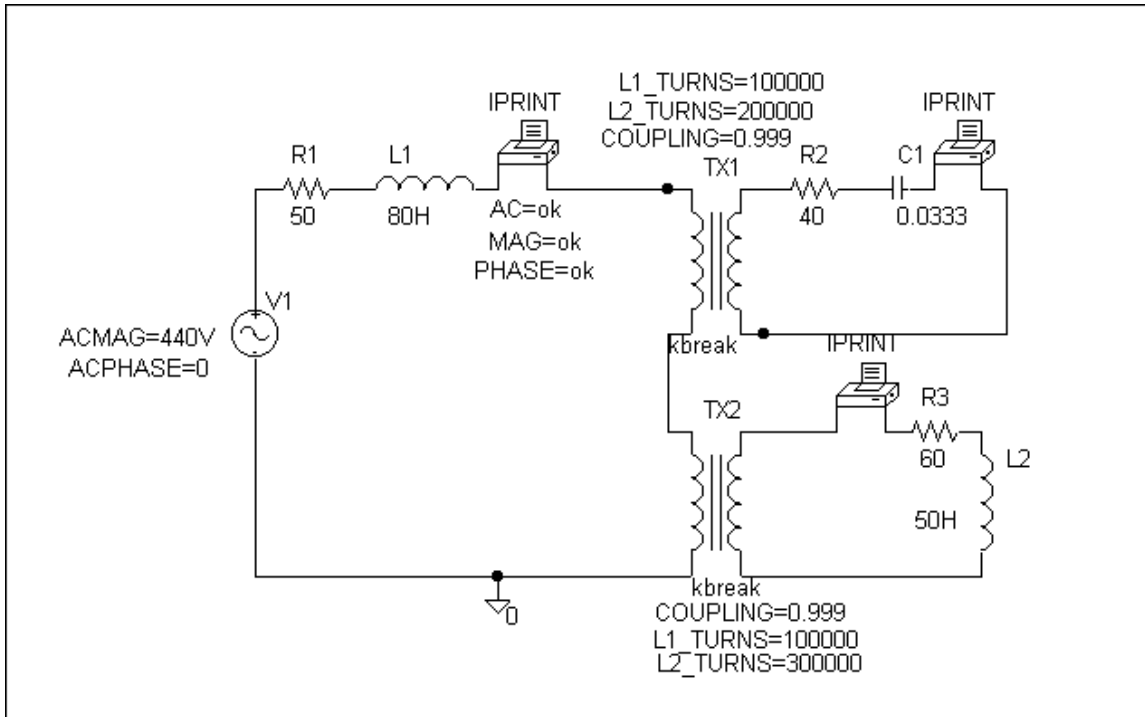 L1_TURNS=100000
L2_TURNS=200000
COUPLING=0.999
IPRINT
IPRINT
TX1
R1
L1
R2
C1
50
80H
AC=ok
MAG=ok
PHASE=ok
40
0.0333
V1
ACMAG=440V
ACPHASE=0
kbreak
IPRINT
TX2
R3
60
L2
50H
kbreak
0
COUPLING=0.999
L1_TURNS=100000
L2_TURNS=300000